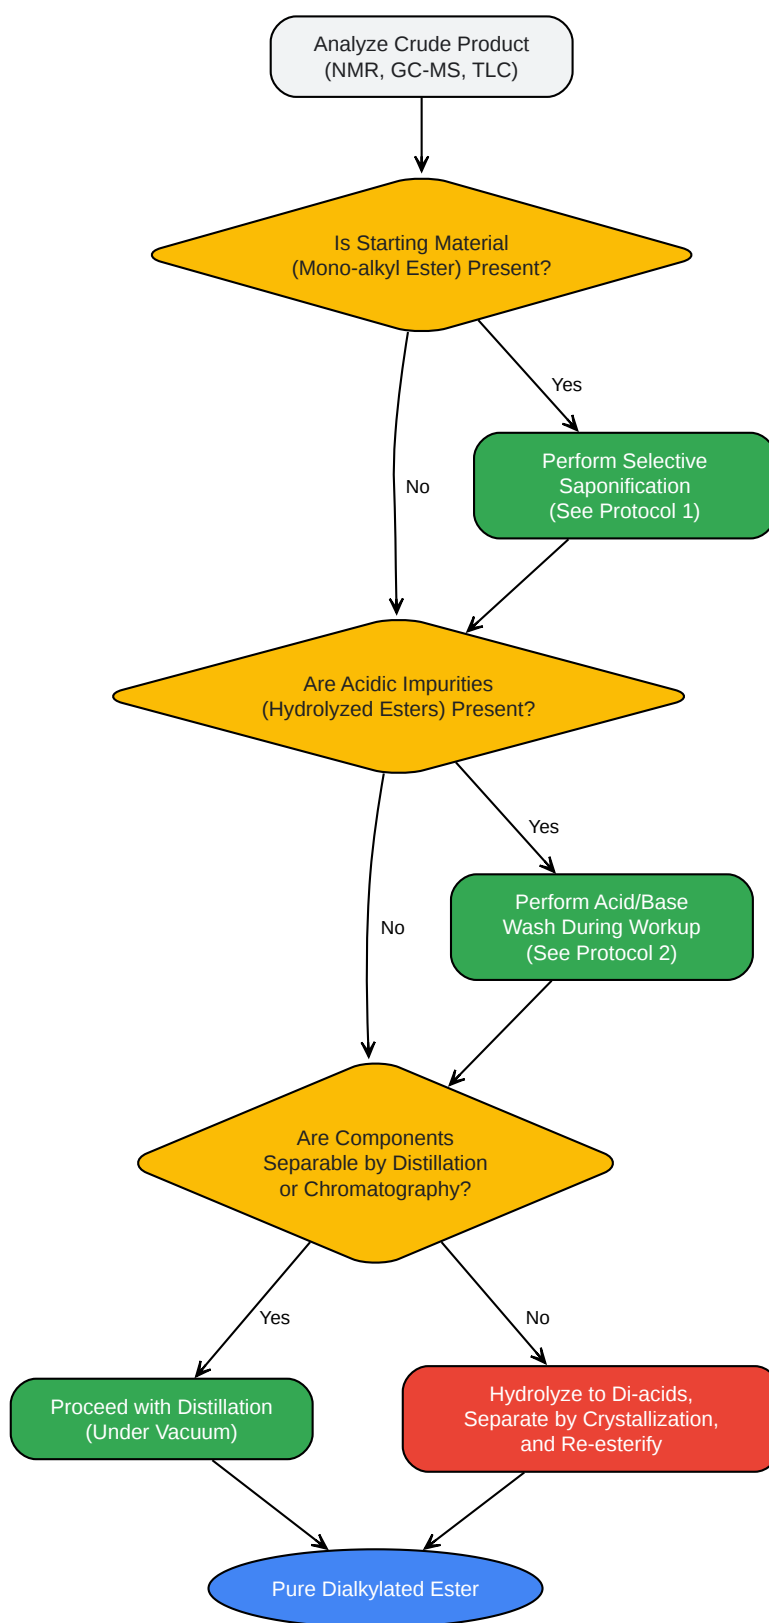 Analyze Crude Product
(NMR, GC-MS, TLC)
Is Starting Material
(Mono-alkyl Ester) Present?
Yes
No
Perform Selective
Saponification
(See Protocol 1)
Are Acidic Impurities
(Hydrolyzed Esters) Present?
Yes
No
Perform Acid/Base
Wash During Workup
(See Protocol 2)
Are Components
Separable by Distillation
or Chromatography?
Yes
No
Proceed with Distillation
(Under Vacuum)
Hydrolyze to Di-acids,
Separate by Crystallization,
and Re-esterify
Pure Dialkylated Ester